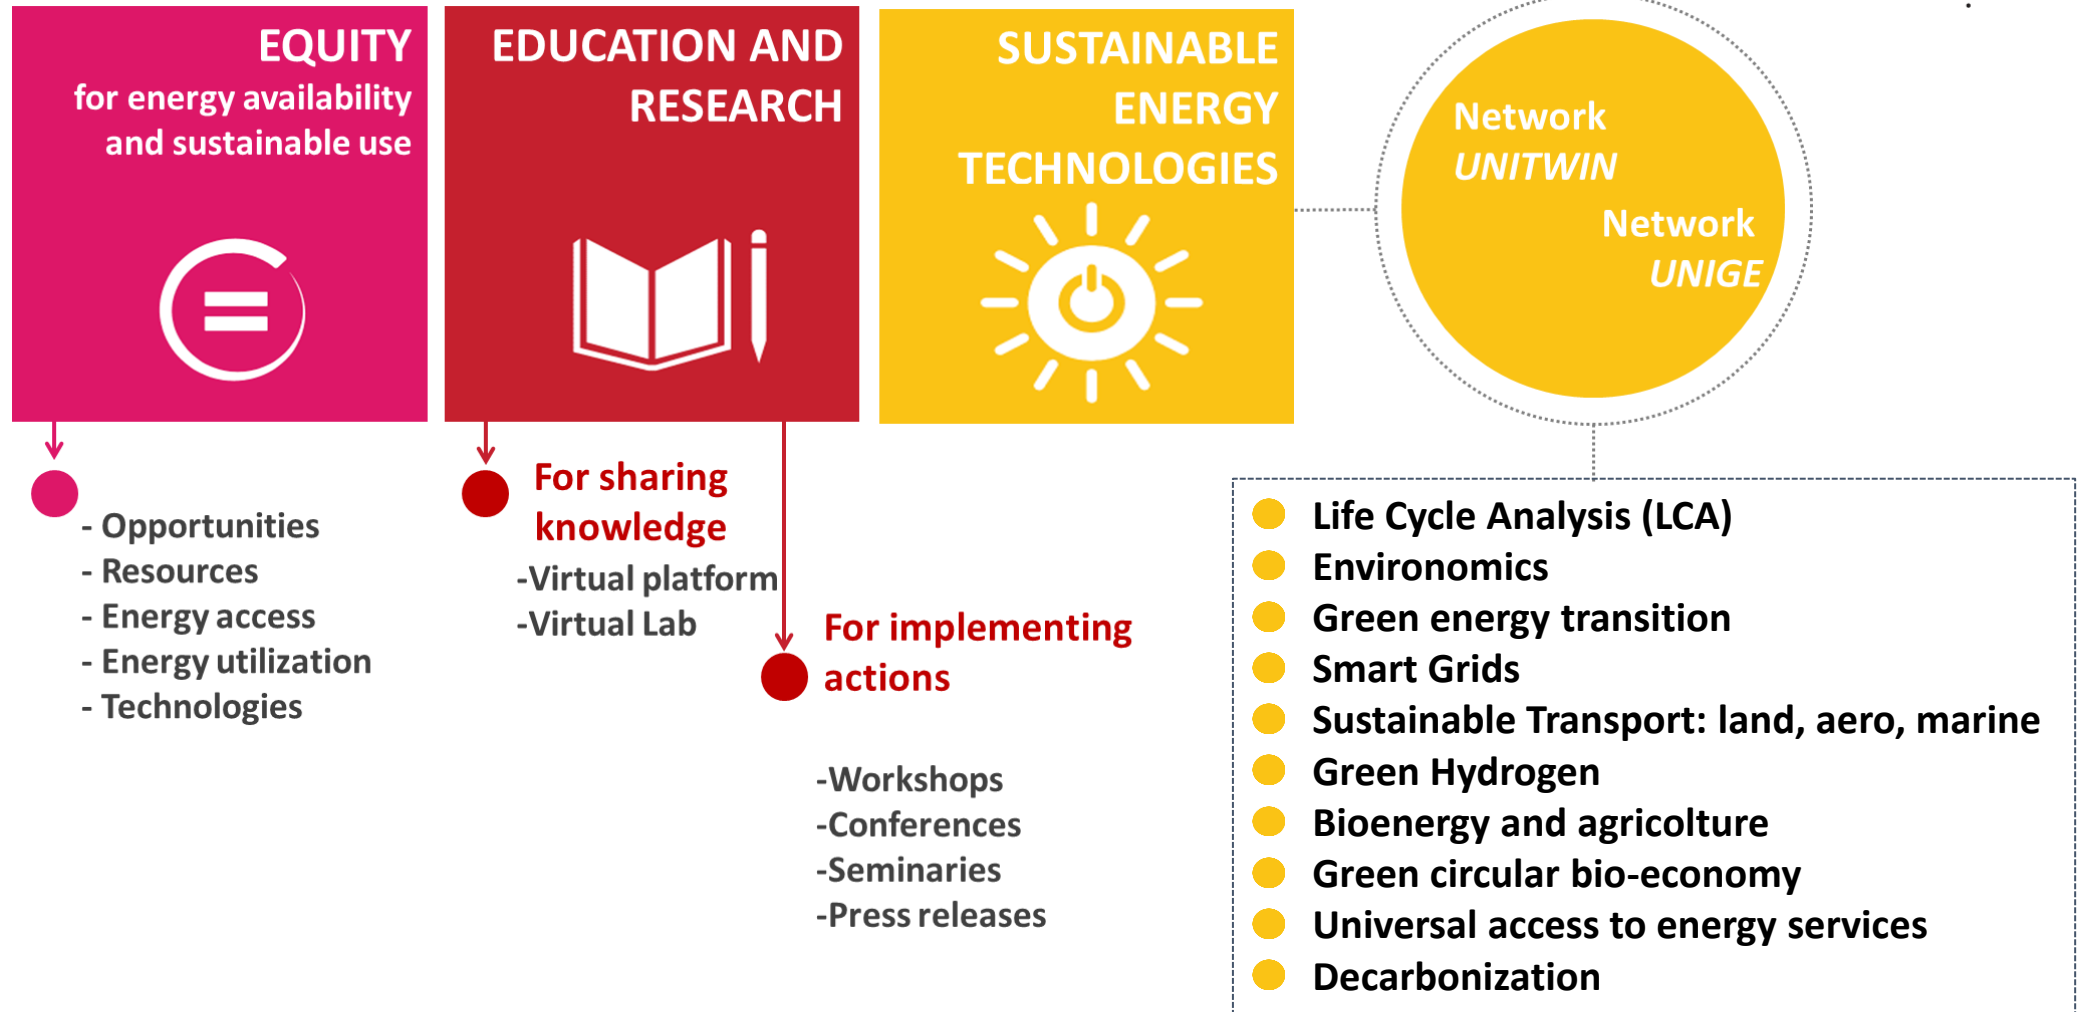 EQUITY
for energy availability
and sustainable use
- Opportunities
- Resources
- Energy access
- Energy utilization
- Technologies
EDUCATION AND
RESEARCH
For sharing
knowledge
-Virtual platform
-Virtual Lab
For implementing
actions
-Workshops
-Conferences
-Seminaries
-Press releases
SUSTAINABLE
ENERGY
TECHNOLOGIES
Network
UNITWIN
Network
UNIGE
Life Cycle Analysis (LCA)
Environomics
Green energy transition
Smart Grids
Sustainable Transport: land, aero, marine
Green Hydrogen
Bioenergy and agricolture
Green circular bio-economy
Universal access to energy services
Decarbonization